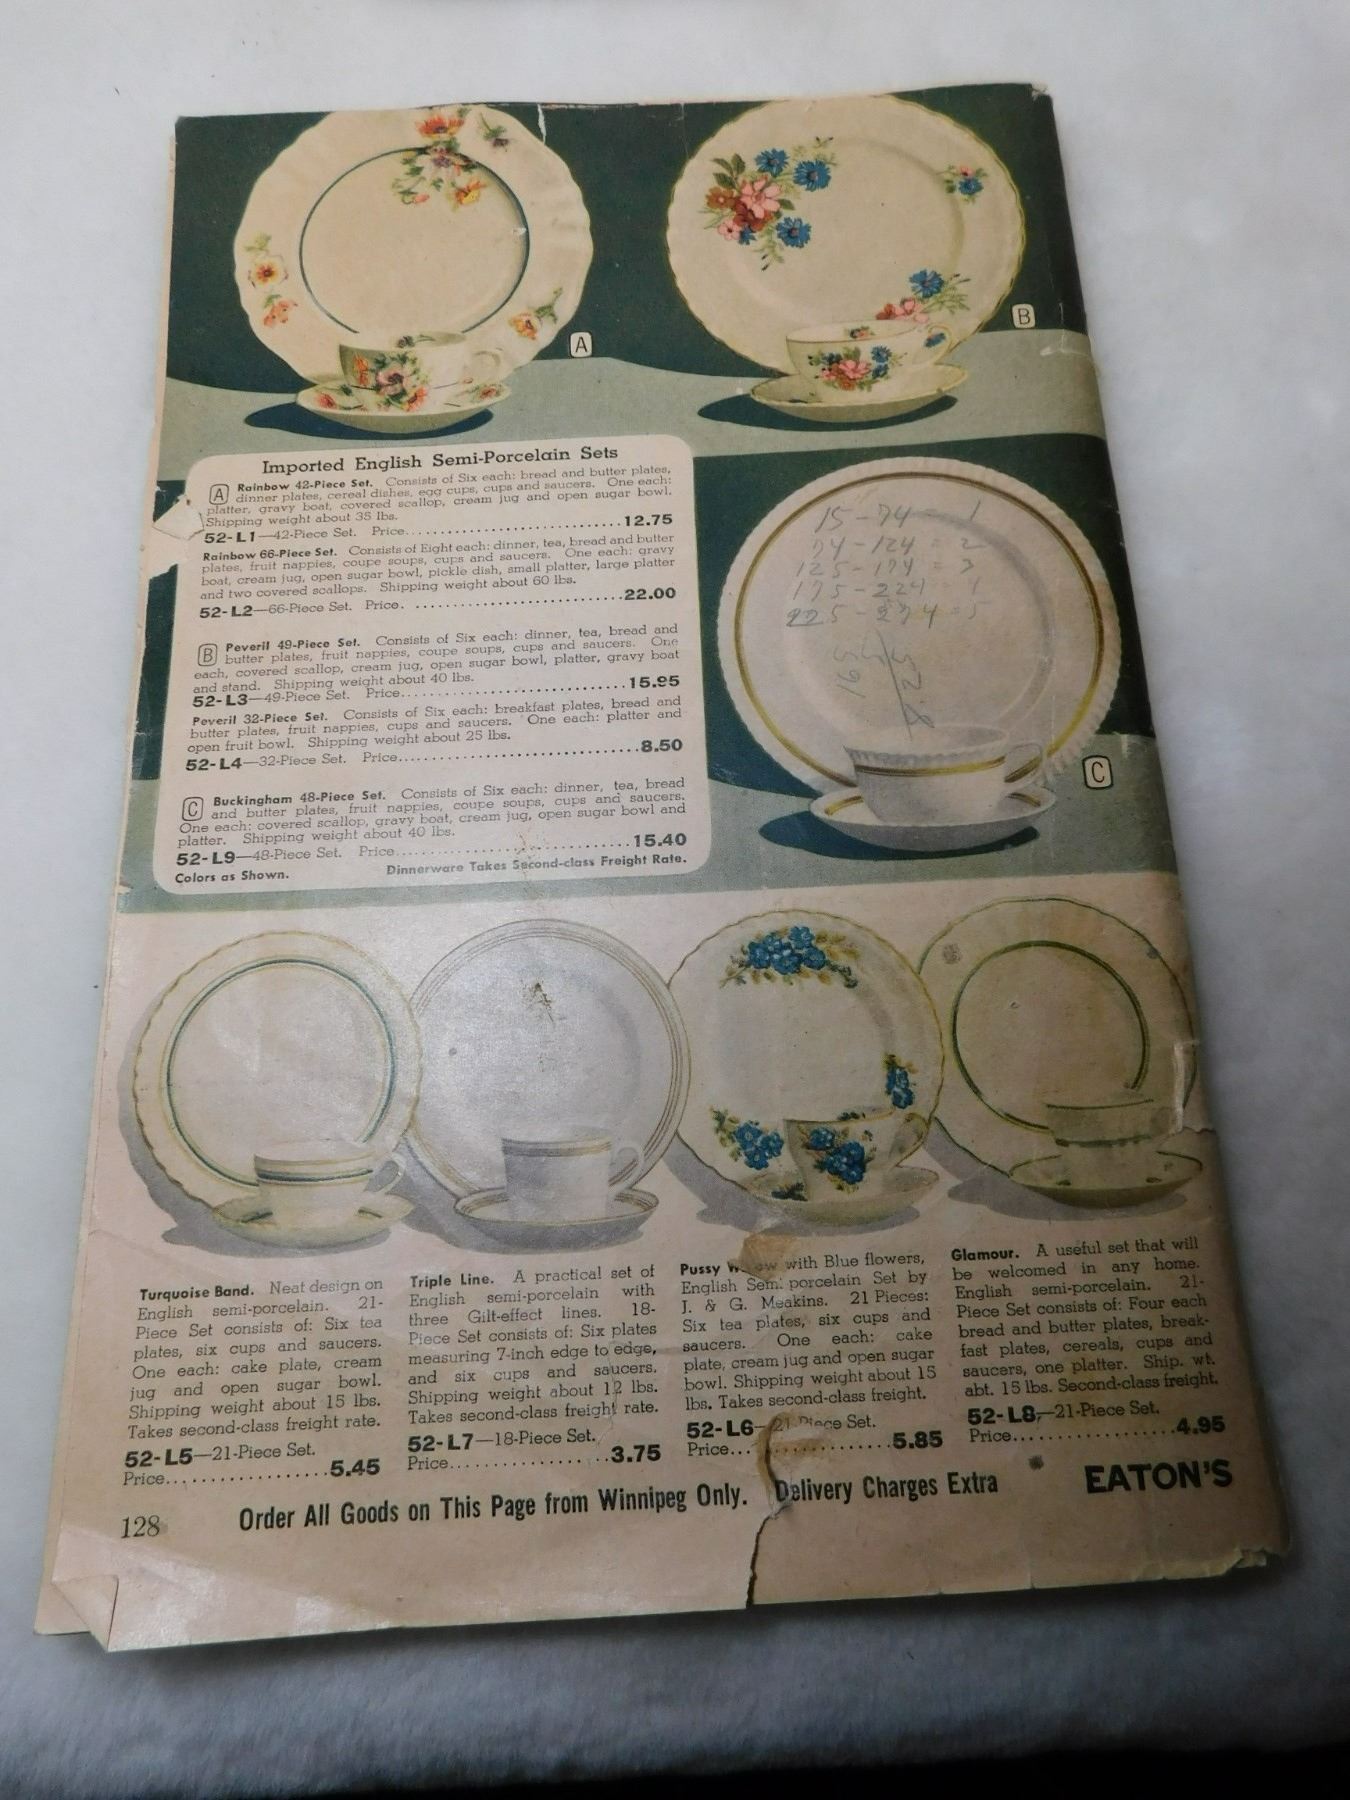 A
B
Imported English Semi-Porcelain Sets
A Rainbow 42-Piece Set. Consists of Six each: bread and butter plates,
dinner plates, cereal dishes, egg cups, cups and saucers. One each:
platter, gravy boat, covered scallop, cream jug and open sugar bowl.
Shipping weight about 35 lbs.
52-L1—42-Piece Set. Price..............................12.75
Rainbow 66-Piece Set. Consists of Eight each: dinner, tea, bread and butter
plates, fruit nappies, coupe soups, cups and saucers. One each: gravy
boat, cream jug, open sugar bowl, pickle dish, small platter, large platter
and two covered scallops. Shipping weight about 60 lbs.
52-L2—66-Piece Set. Price. .............................22.00
B Peveril 49-Piece Set. Consists of Six each: dinner, tea, bread and
butter plates, fruit nappies, coupe soups, cups and saucers. One
each, covered scallop, cream jug, open sugar bowl, platter, gravy boat
and stand. Shipping weight about 40 lbs.
52-L3—49-Piece Set. Price..............................15.95
Peveril 32-Piece Set. Consists of Six each: breakfast plates, bread and
butter plates, fruit nappies, cups and saucers. One each: platter and
open fruit bowl. Shipping weight about 25 lbs.
52-L4—32-Piece Set. Price..............................8.50
C Buckingham 48-Piece Set. Consists of Six each: dinner, tea, bread
and butter plates, fruit nappies, coupe soups, cups and saucers.
One each: covered scallop, gravy boat, cream jug, open sugar bowl and
platter. Shipping weight about 40 lbs.
52-L9—48-Piece Set. Price..............................15.40
Colors as Shown. Dinnerware Takes Second-class Freight Rate.
15-74 - 1
74-124 = 2
125-174 = 3
175-224 - 1
225-274 = 5
C
Turquoise Band. Neat design on
English semi-porcelain. 21-
Piece Set consists of: Six tea
plates, six cups and saucers.
One each: cake plate, cream
jug and open sugar bowl.
Shipping weight about 15 lbs.
Takes second-class freight rate.
52-L5—21-Piece Set.
Price..................5.45
Triple Line. A practical set of
English semi-porcelain with
three Gilt-effect lines. 18-
Piece Set consists of: Six plates
measuring 7-inch edge to edge,
and six cups and saucers.
Shipping weight about 12 lbs.
Takes second-class freight rate.
52-L7—18-Piece Set.
Price..................3.75
Pussy with Blue flowers,
English Semi porcelain Set by
J. & G. Meakins. 21 Pieces:
Six tea plates, six cups and
saucers. One each: cake
plate, cream jug and open sugar
bowl. Shipping weight about 15
lbs. Takes second-class freight.
52-L6—21 Piece Set.
Price..................5.85
Glamour. A useful set that will
be welcomed in any home.
English semi-porcelain. 21-
Piece Set consists of: Four each
bread and butter plates, break-
fast plates, cereals, cups and
saucers, one platter. Ship. wt.
abt. 15 lbs. Second-class freight.
52-L8,—21-Piece Set.
Price..................4.95
128
Order All Goods on This Page from Winnipeg Only. Delivery Charges Extra
EATON'S